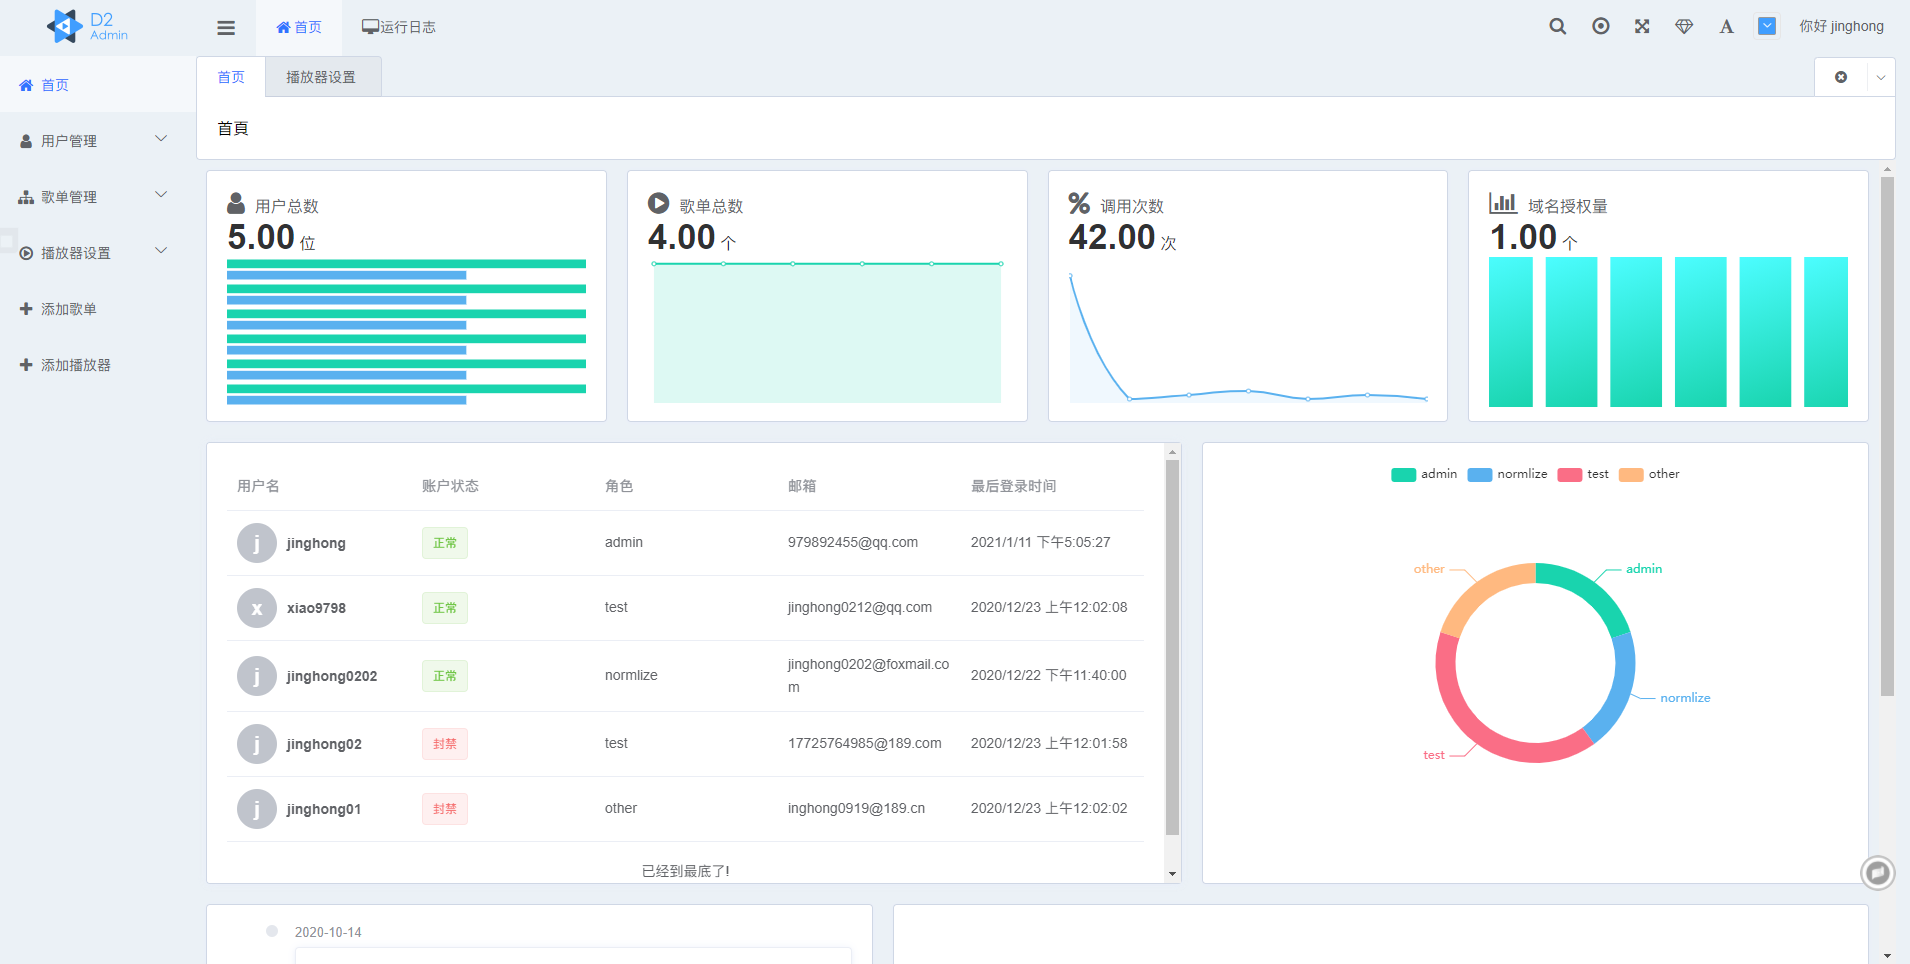 D2
Admin
首页
运行日志
A
你好 jinghong
首页
用户管理
歌单管理
播放器设置
添加歌单
添加播放器
首页
播放器设置
首頁
用户总数
5.00 位
歌单总数
4.00 个
调用次数
42.00 次
域名授权量
1.00 个
用户名 账户状态 角色 邮箱 最后登录时间
j jinghong 正常 admin 979892455@qq.com 2021/1/11 下午5:05:27
x xiao9798 正常 test jinghong0212@qq.com 2020/12/23 上午12:02:08
j jinghong0202 正常 normlize jinghong0202@foxmail.co
m 2020/12/22 下午11:40:00
j jinghong02 封禁 test 17725764985@189.com 2020/12/23 上午12:01:58
j jinghong01 封禁 other inghong0919@189.cn 2020/12/23 上午12:02:02
已经到最底了!
admin normlize test other
other
admin
normlize
test
2020-10-14